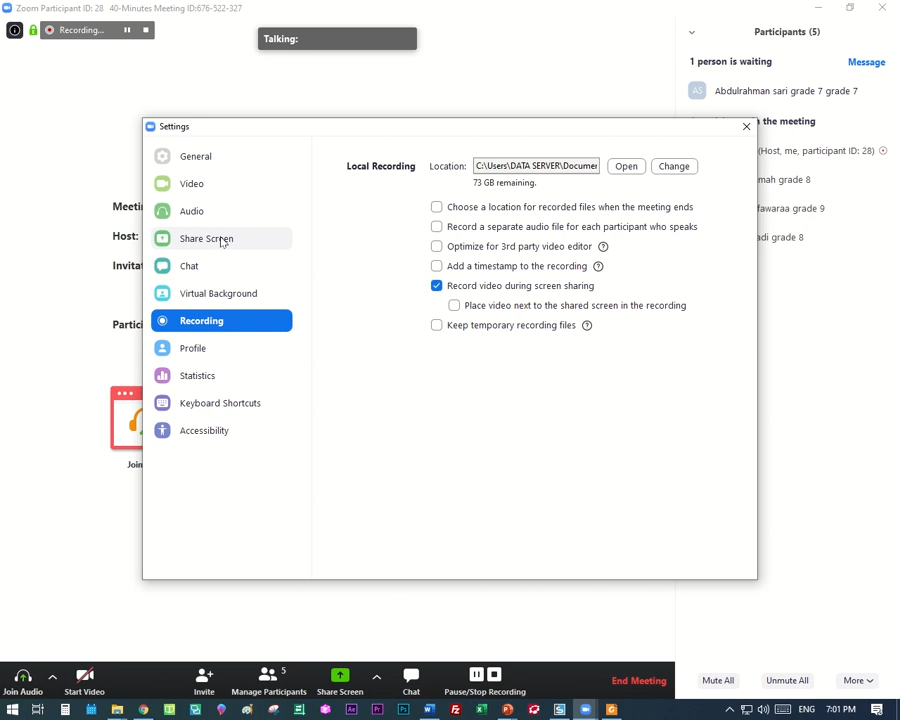 Zoom Participant ID: 28 40-Minutes Meeting ID:676-522-327
Recording...
Talking:
Participants (5)
1 person is waiting
Message
AS
Abdulrahman sari grade 7 grade 7
the meeting
(Host, me, participant ID: 28)
mah grade 8
fawaraa grade 9
adi grade 8
Settings
General
Video
Audio
Share Screen
Chat
Virtual Background
Recording
Profile
Statistics
Keyboard Shortcuts
Accessibility
Local Recording
Location:
C:\Users\DATA SERVER\Documen
Open
Change
73 GB remaining.
Choose a location for recorded files when the meeting ends
Record a separate audio file for each participant who speaks
Optimize for 3rd party video editor
Add a timestamp to the recording
Record video during screen sharing
Place video next to the shared screen in the recording
Keep temporary recording files
Meeti
Host:
Invitat
Partici
Join
Join Audio
Start Video
Invite
5
Manage Participants
Share Screen
Chat
Pause/Stop Recording
End Meeting
Mute All
Unmute All
More
ENG
7:01 PM